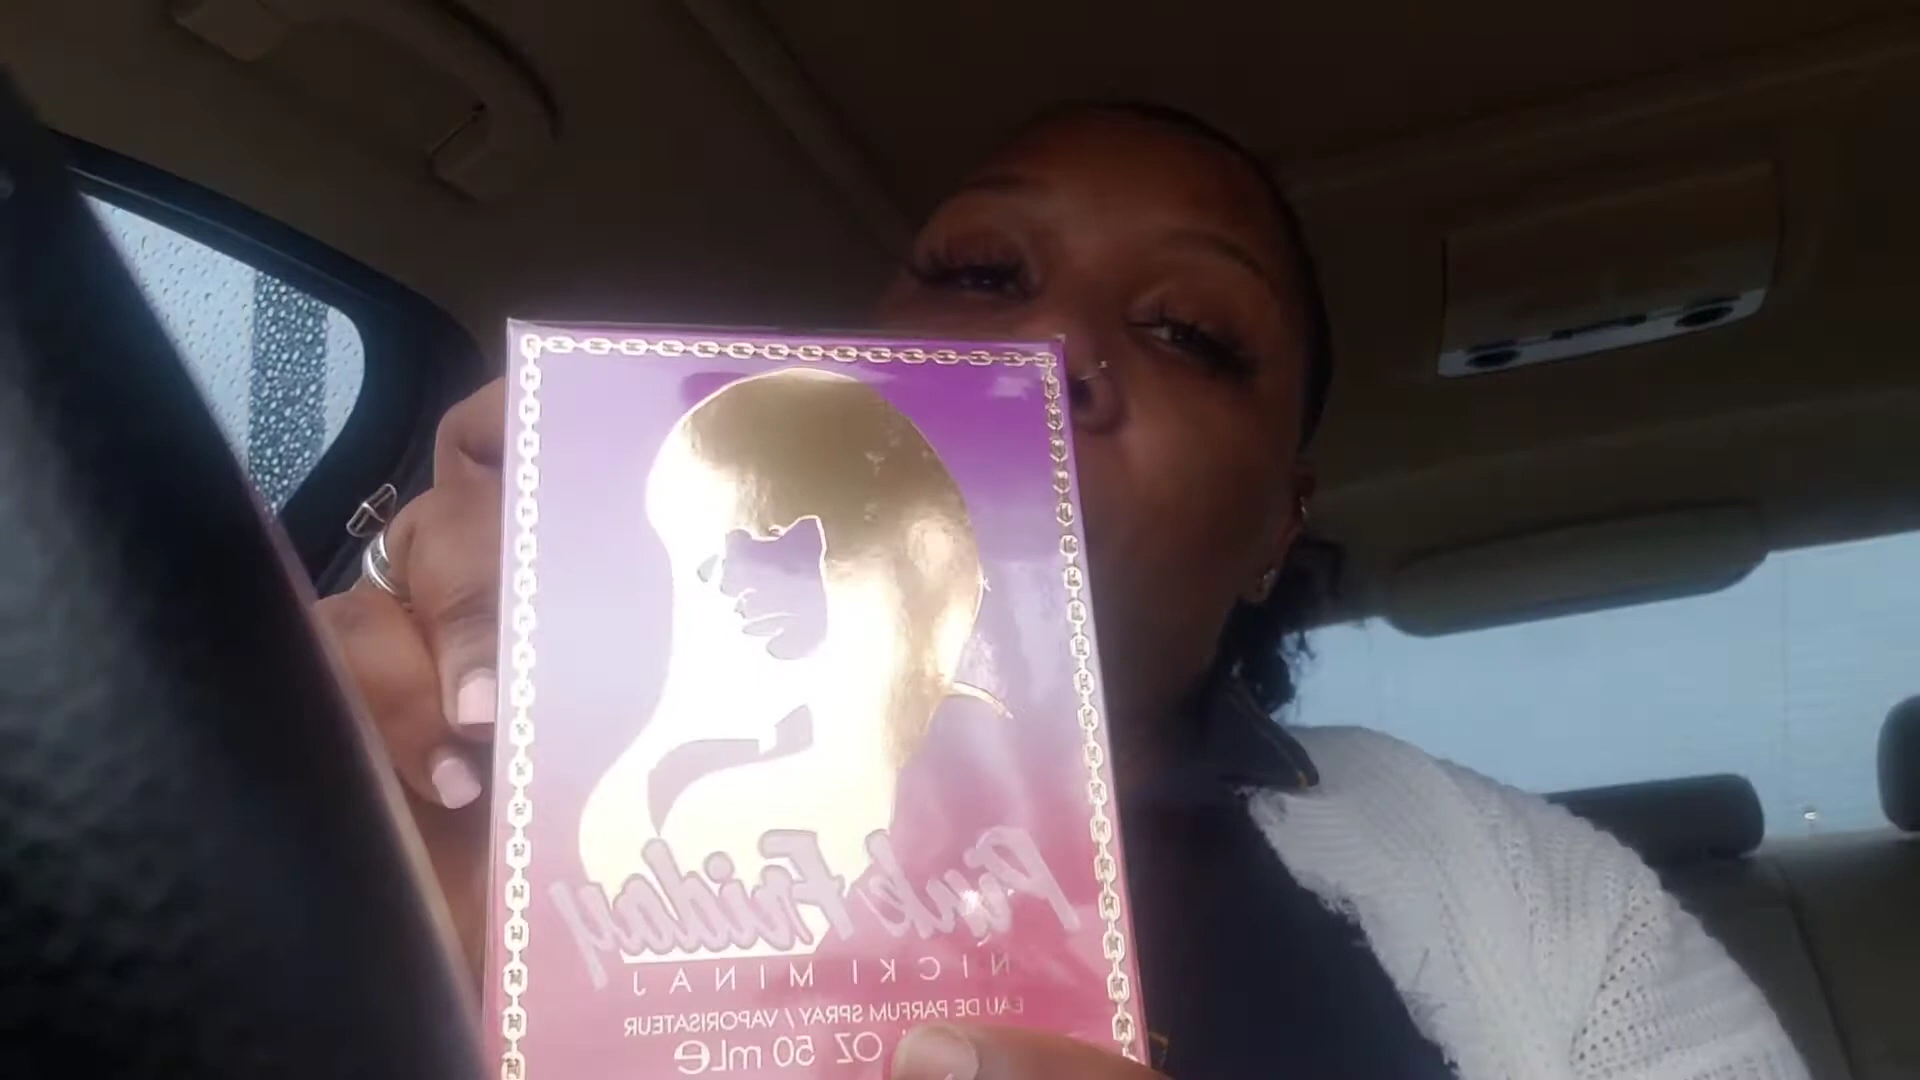 Pink Friday
NICKI MINAJ
EAU DE PARFUM SPRAY / VAPORISATEUR
OZ 50 mL e